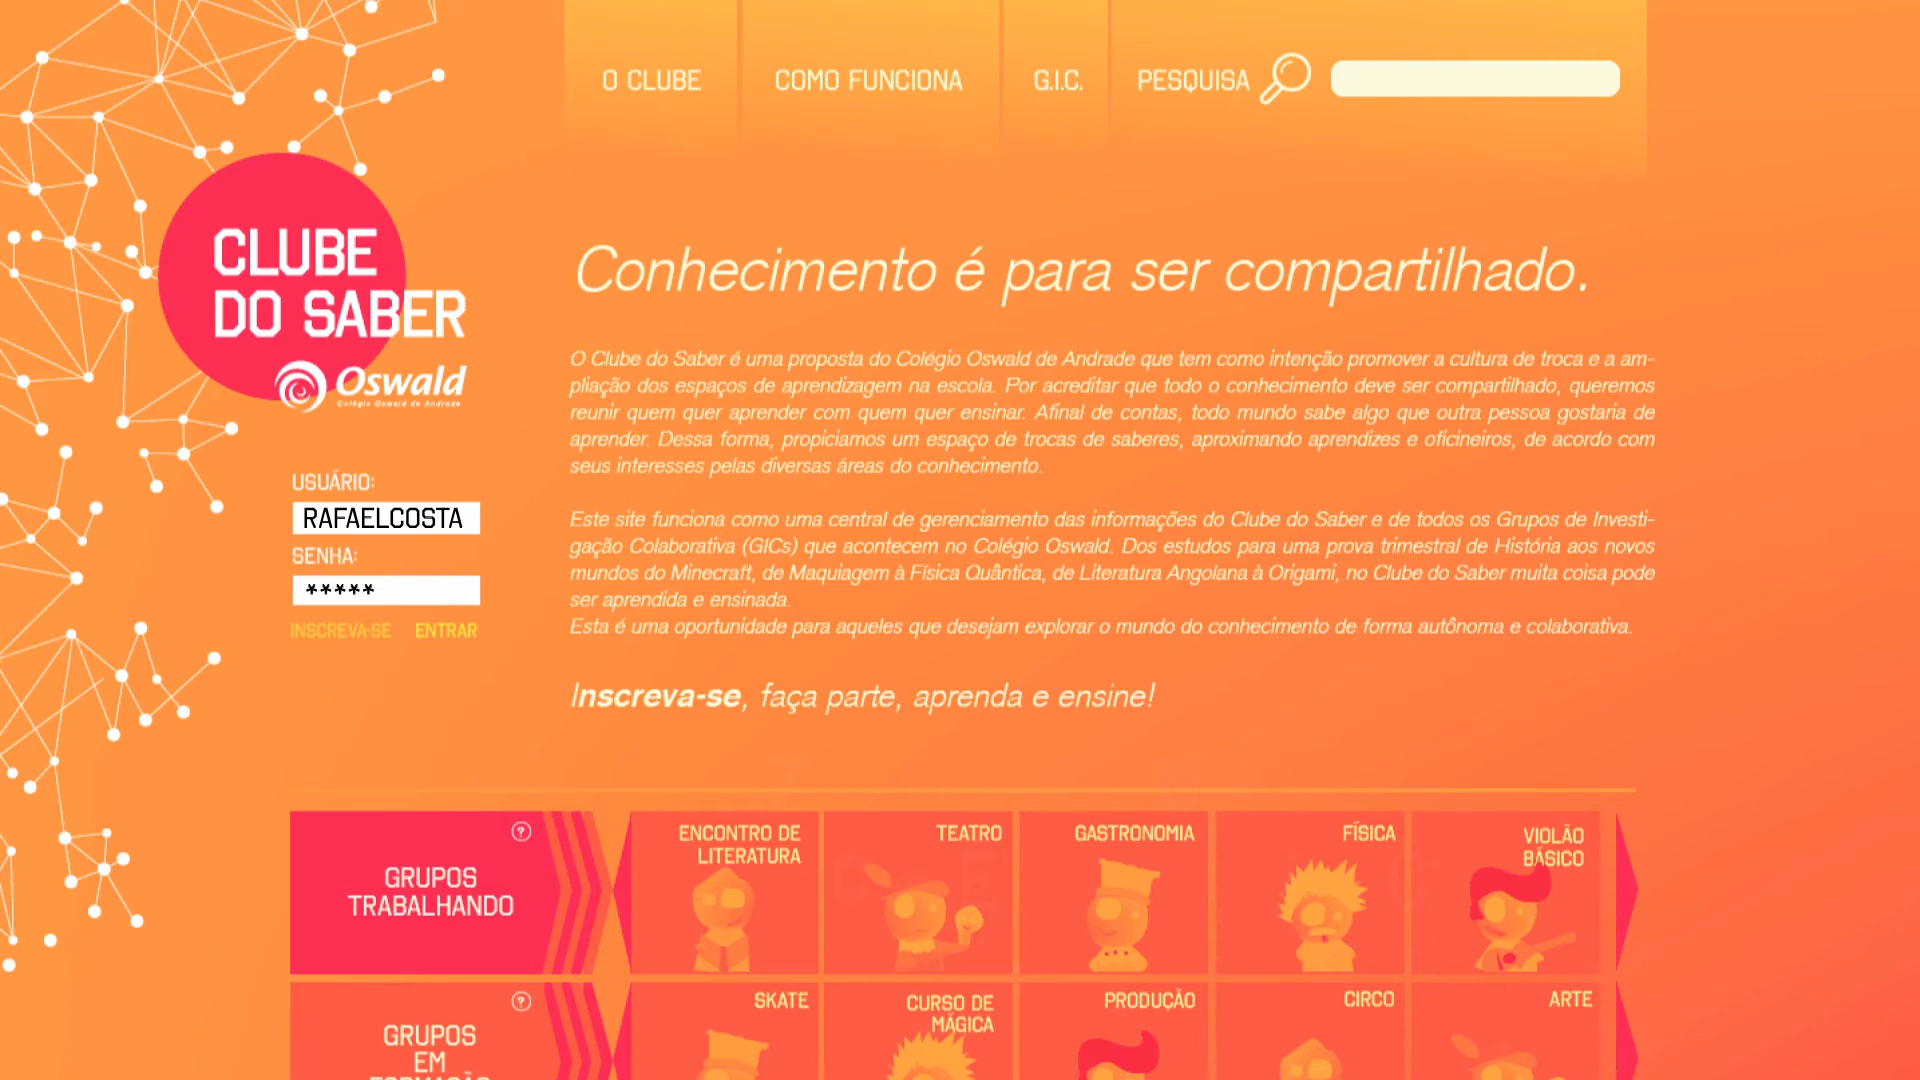 O CLUBE
COMO FUNCIONA
G.I.C.
PESQUISA
CLUBE
DO SABER
Oswald
Colégio Oswald de Andrade
USUÁRIO:
RAFAELCOSTA
SENHA:
*****
INSCREVA-SE
ENTRAR
Conhecimento é para ser compartilhado.
O Clube do Saber é uma proposta do Colégio Oswald de Andrade que tem como intenção promover a cultura de troca e a am-
pliação dos espaços de aprendizagem na escola. Por acreditar que todo o conhecimento deve ser compartilhado, queremos
reunir quem quer aprender com quem quer ensinar. Afinal de contas, todo mundo sabe algo que outra pessoa gostaria de
aprender. Dessa forma, propiciamos um espaço de trocas de saberes, aproximando aprendizes e oficineiros, de acordo com
seus interesses pelas diversas áreas do conhecimento.
Este site funciona como uma central de gerenciamento das informações do Clube do Saber e de todos os Grupos de Investi-
gação Colaborativa (GICs) que acontecem no Colégio Oswald. Dos estudos para uma prova trimestral de História aos novos
mundos do Minecraft, de Maquiagem à Física Quântica, de Literatura Angolana à Origami, no Clube do Saber muita coisa pode
ser aprendida e ensinada.
Esta é uma oportunidade para aqueles que desejam explorar o mundo do conhecimento de forma autônoma e colaborativa.
Inscreva-se, faça parte, aprenda e ensine!
?
GRUPOS
TRABALHANDO
ENCONTRO DE
LITERATURA
TEATRO
GASTRONOMIA
FÍSICA
VIOLÃO
BÁSICO
?
GRUPOS
EM
FORMAÇÃO
SKATE
CURSO DE
MÁGICA
PRODUÇÃO
CIRCO
ARTE